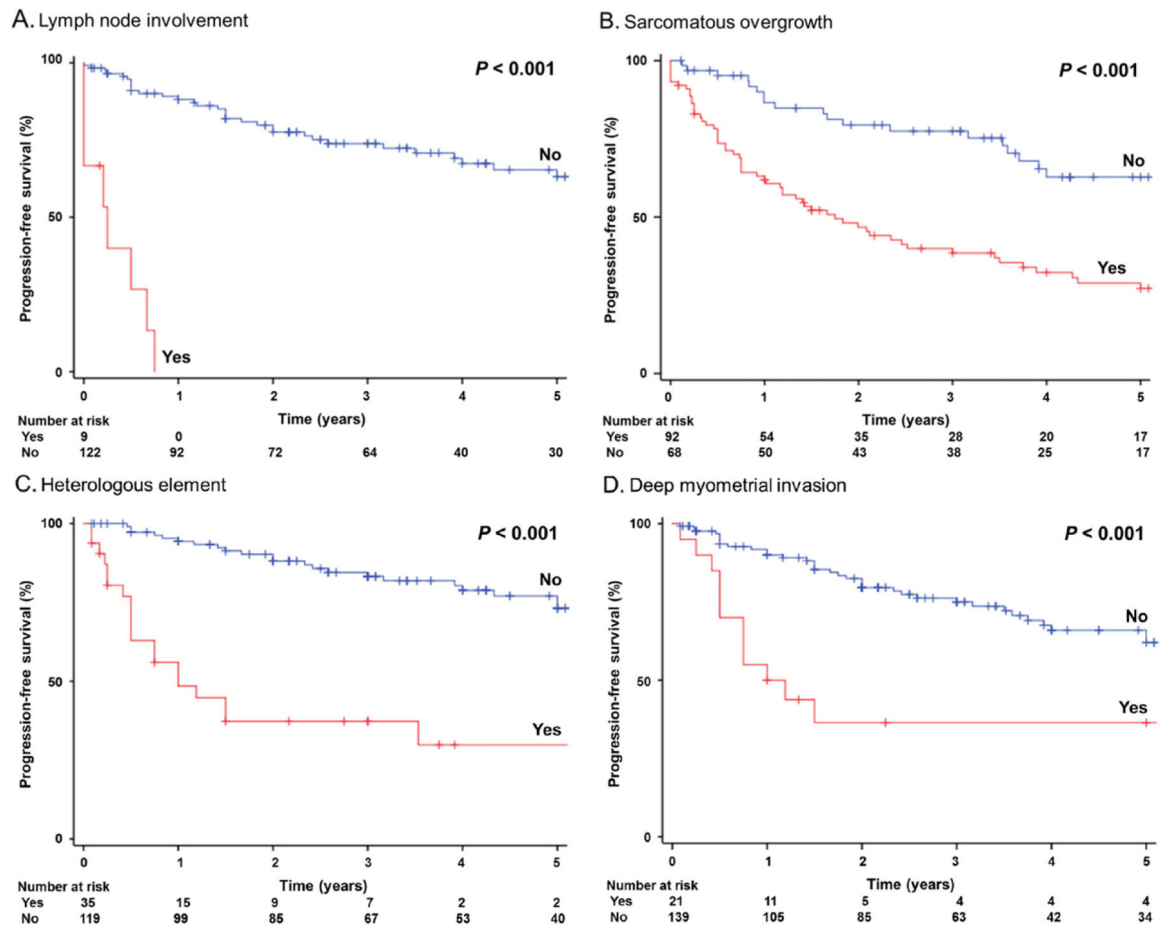 A. Lymph node involvement
P < 0.001
Progression-free survival (%)
100
50
0
No
Yes
0 1 2 3 4 5
Time (years)
Number at risk
Yes 9 0
No 122 92 72 64 40 30
B. Sarcomatous overgrowth
P < 0.001
Progression-free survival (%)
100
50
0
No
Yes
0 1 2 3 4 5
Time (years)
Number at risk
Yes 92 54 35 28 20 17
No 68 50 43 38 25 17
C. Heterologous element
P < 0.001
Progression-free survival (%)
100
50
0
No
Yes
0 1 2 3 4 5
Time (years)
Number at risk
Yes 35 15 9 7 2 2
No 119 99 85 67 53 40
D. Deep myometrial invasion
P < 0.001
Progression-free survival (%)
100
50
0
No
Yes
0 1 2 3 4 5
Time (years)
Number at risk
Yes 21 11 5 4 4 4
No 139 105 85 63 42 34